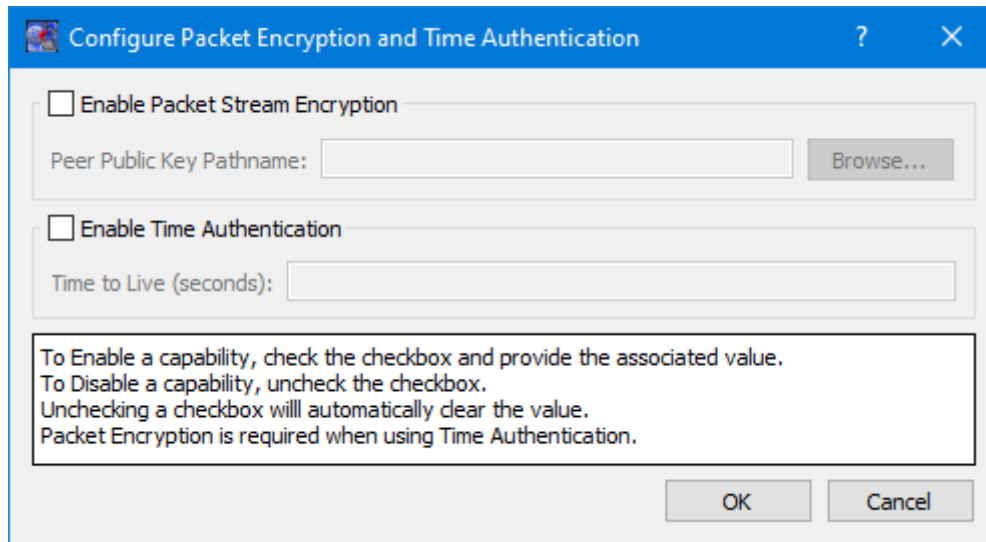 Configure Packet Encryption and Time Authentication ?
Enable Packet Stream Encryption
Peer Public Key Pathname: Browse...
Enable Time Authentication
Time to Live (seconds):
To Enable a capability, check the checkbox and provide the associated value.
To Disable a capability, uncheck the checkbox.
Unchecking a checkbox willl automatically clear the value.
Packet Encryption is required when using Time Authentication.
OK Cancel